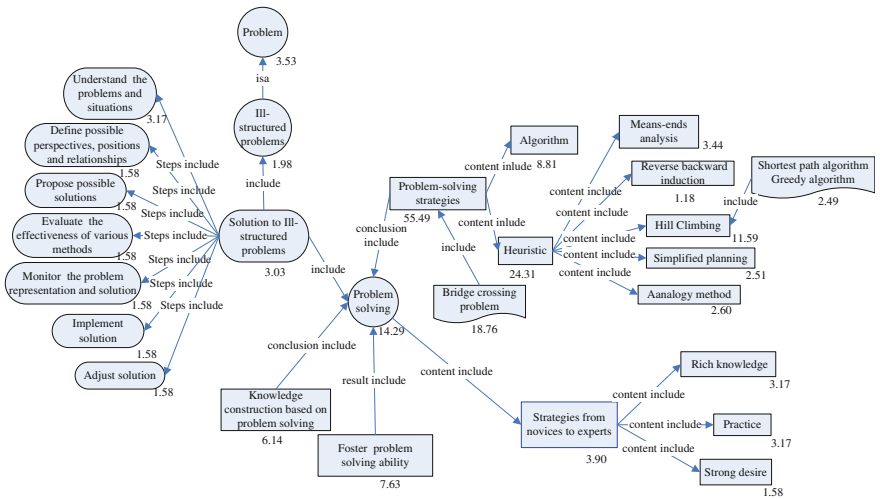 Problem
3.53
isa
Ill-
structured
problems
1.98
include
Understand the
problems and
situations
3.17
Define possible
perspectives, positions
and relationships
1.58
Propose possible
solutions
1.58
Evaluate the
effectiveness of various
methods
1.58
Monitor the problem
representation and solution
1.58
Implement
solution
1.58
Adjust solution
1.58
Steps include
Steps include
Steps include
Steps include
Steps include
Steps include
Steps include
Solution to Ill-
structured
problems
3.03
include
Problem
solving
14.29
conclusion
include
Problem-solving
strategies
55.49
include
Bridge crossing
problem
18.76
content inlude
Algorithm
8.81
content inlude
Heuristic
24.31
content include
content include
content include
content include
content include
Means-ends
analysis
3.44
Reverse backward
induction
1.18
Hill Climbing
11.59
include
Shortest path algorithm
Greedy algorithm
2.49
Simplified planning
2.51
Aanalogy method
2.60
conclusion include
Knowledge
construction based on
problem solving
6.14
result include
Foster problem
solving ability
7.63
content include
Strategies from
novices to experts
3.90
content include
content include
content include
Rich knowledge
3.17
Practice
3.17
Strong desire
1.58